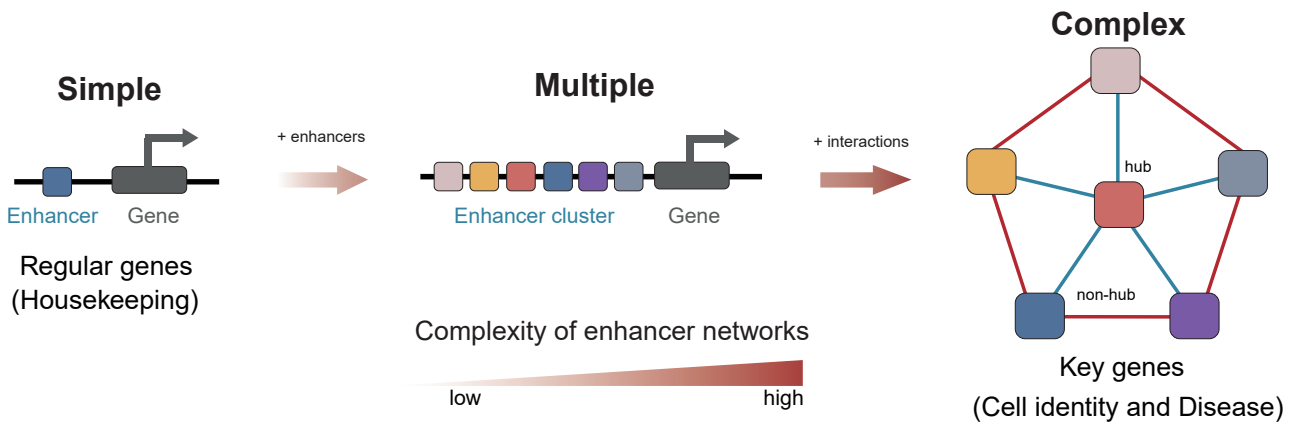 Simple
+ enhancers
Enhancer
Gene
Regular genes
(Housekeeping)
Multiple
+ interactions
Enhancer cluster
Gene
Complexity of enhancer networks
low
high
Complex
hub
non-hub
Key genes
(Cell identity and Disease)